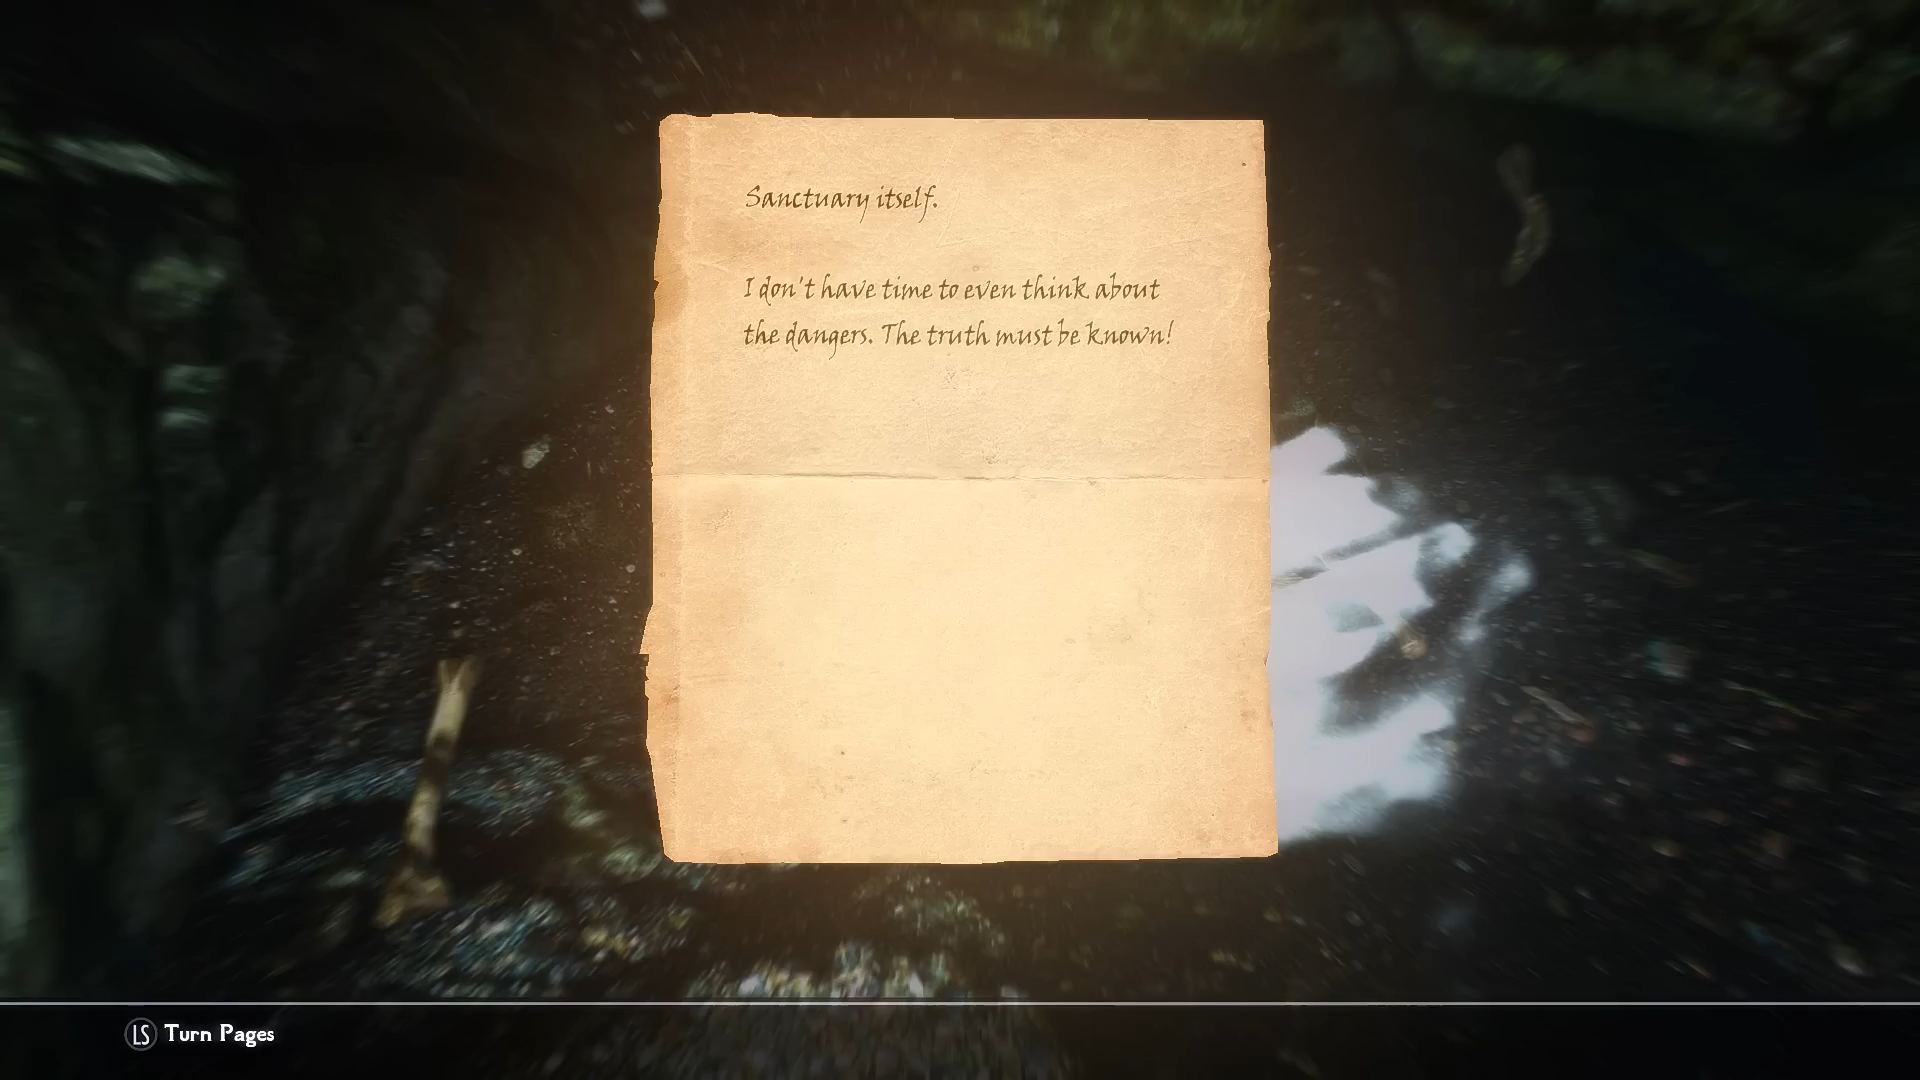 Sanctuary itself.
I don't have time to even think about
the dangers. The truth must be known!
LS Turn Pages